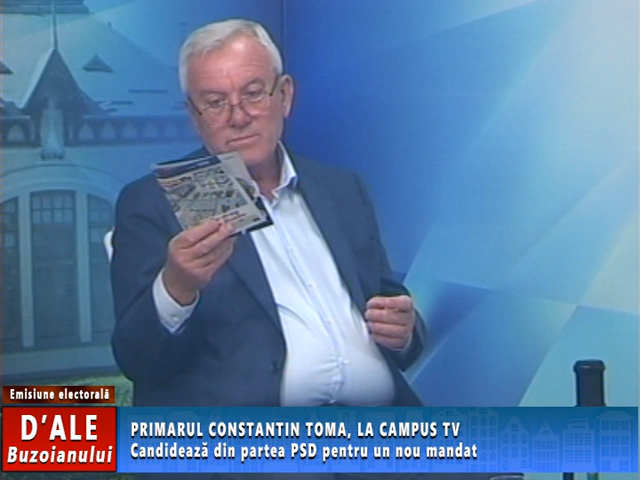 Emisiune electorală
D'ALE
Buzoianului
PRIMARUL CONSTANTIN TOMA, LA CAMPUS TV
Candidează din partea PSD pentru un nou mandat